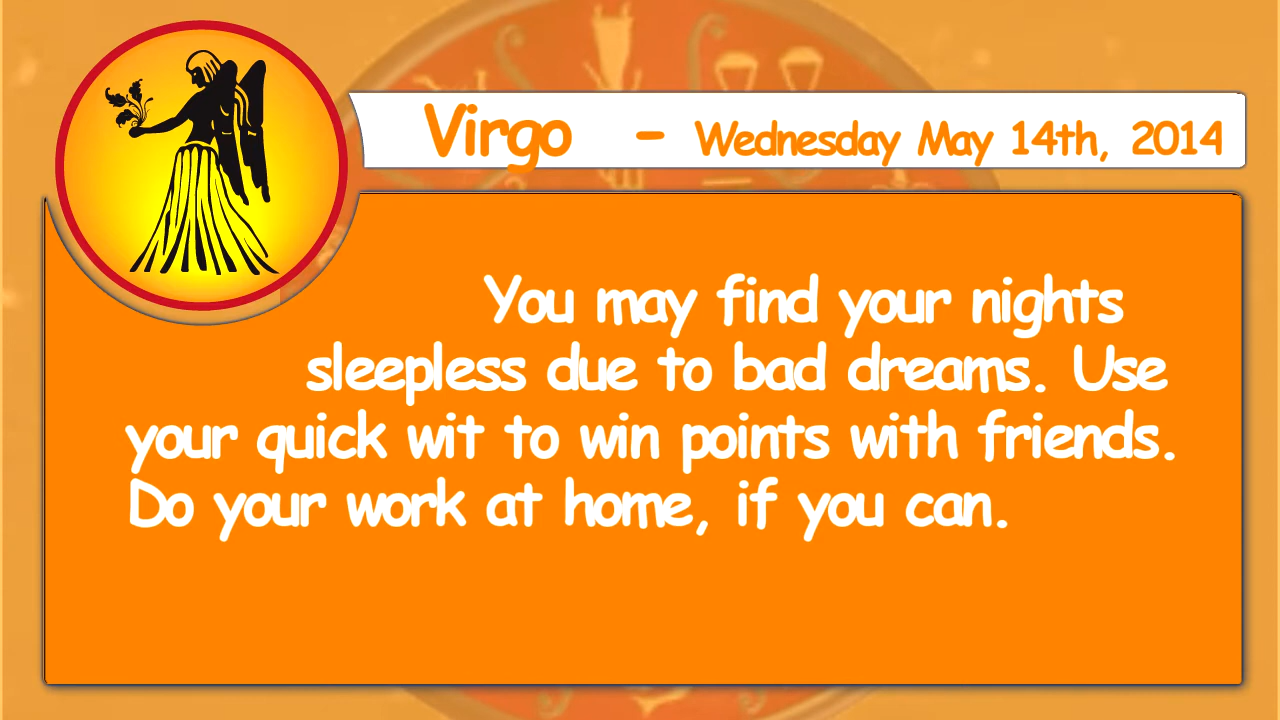 Virgo - Wednesday May 14th, 2014
You may find your nights
sleepless due to bad dreams. Use
your quick wit to win points with friends.
Do your work at home, if you can.